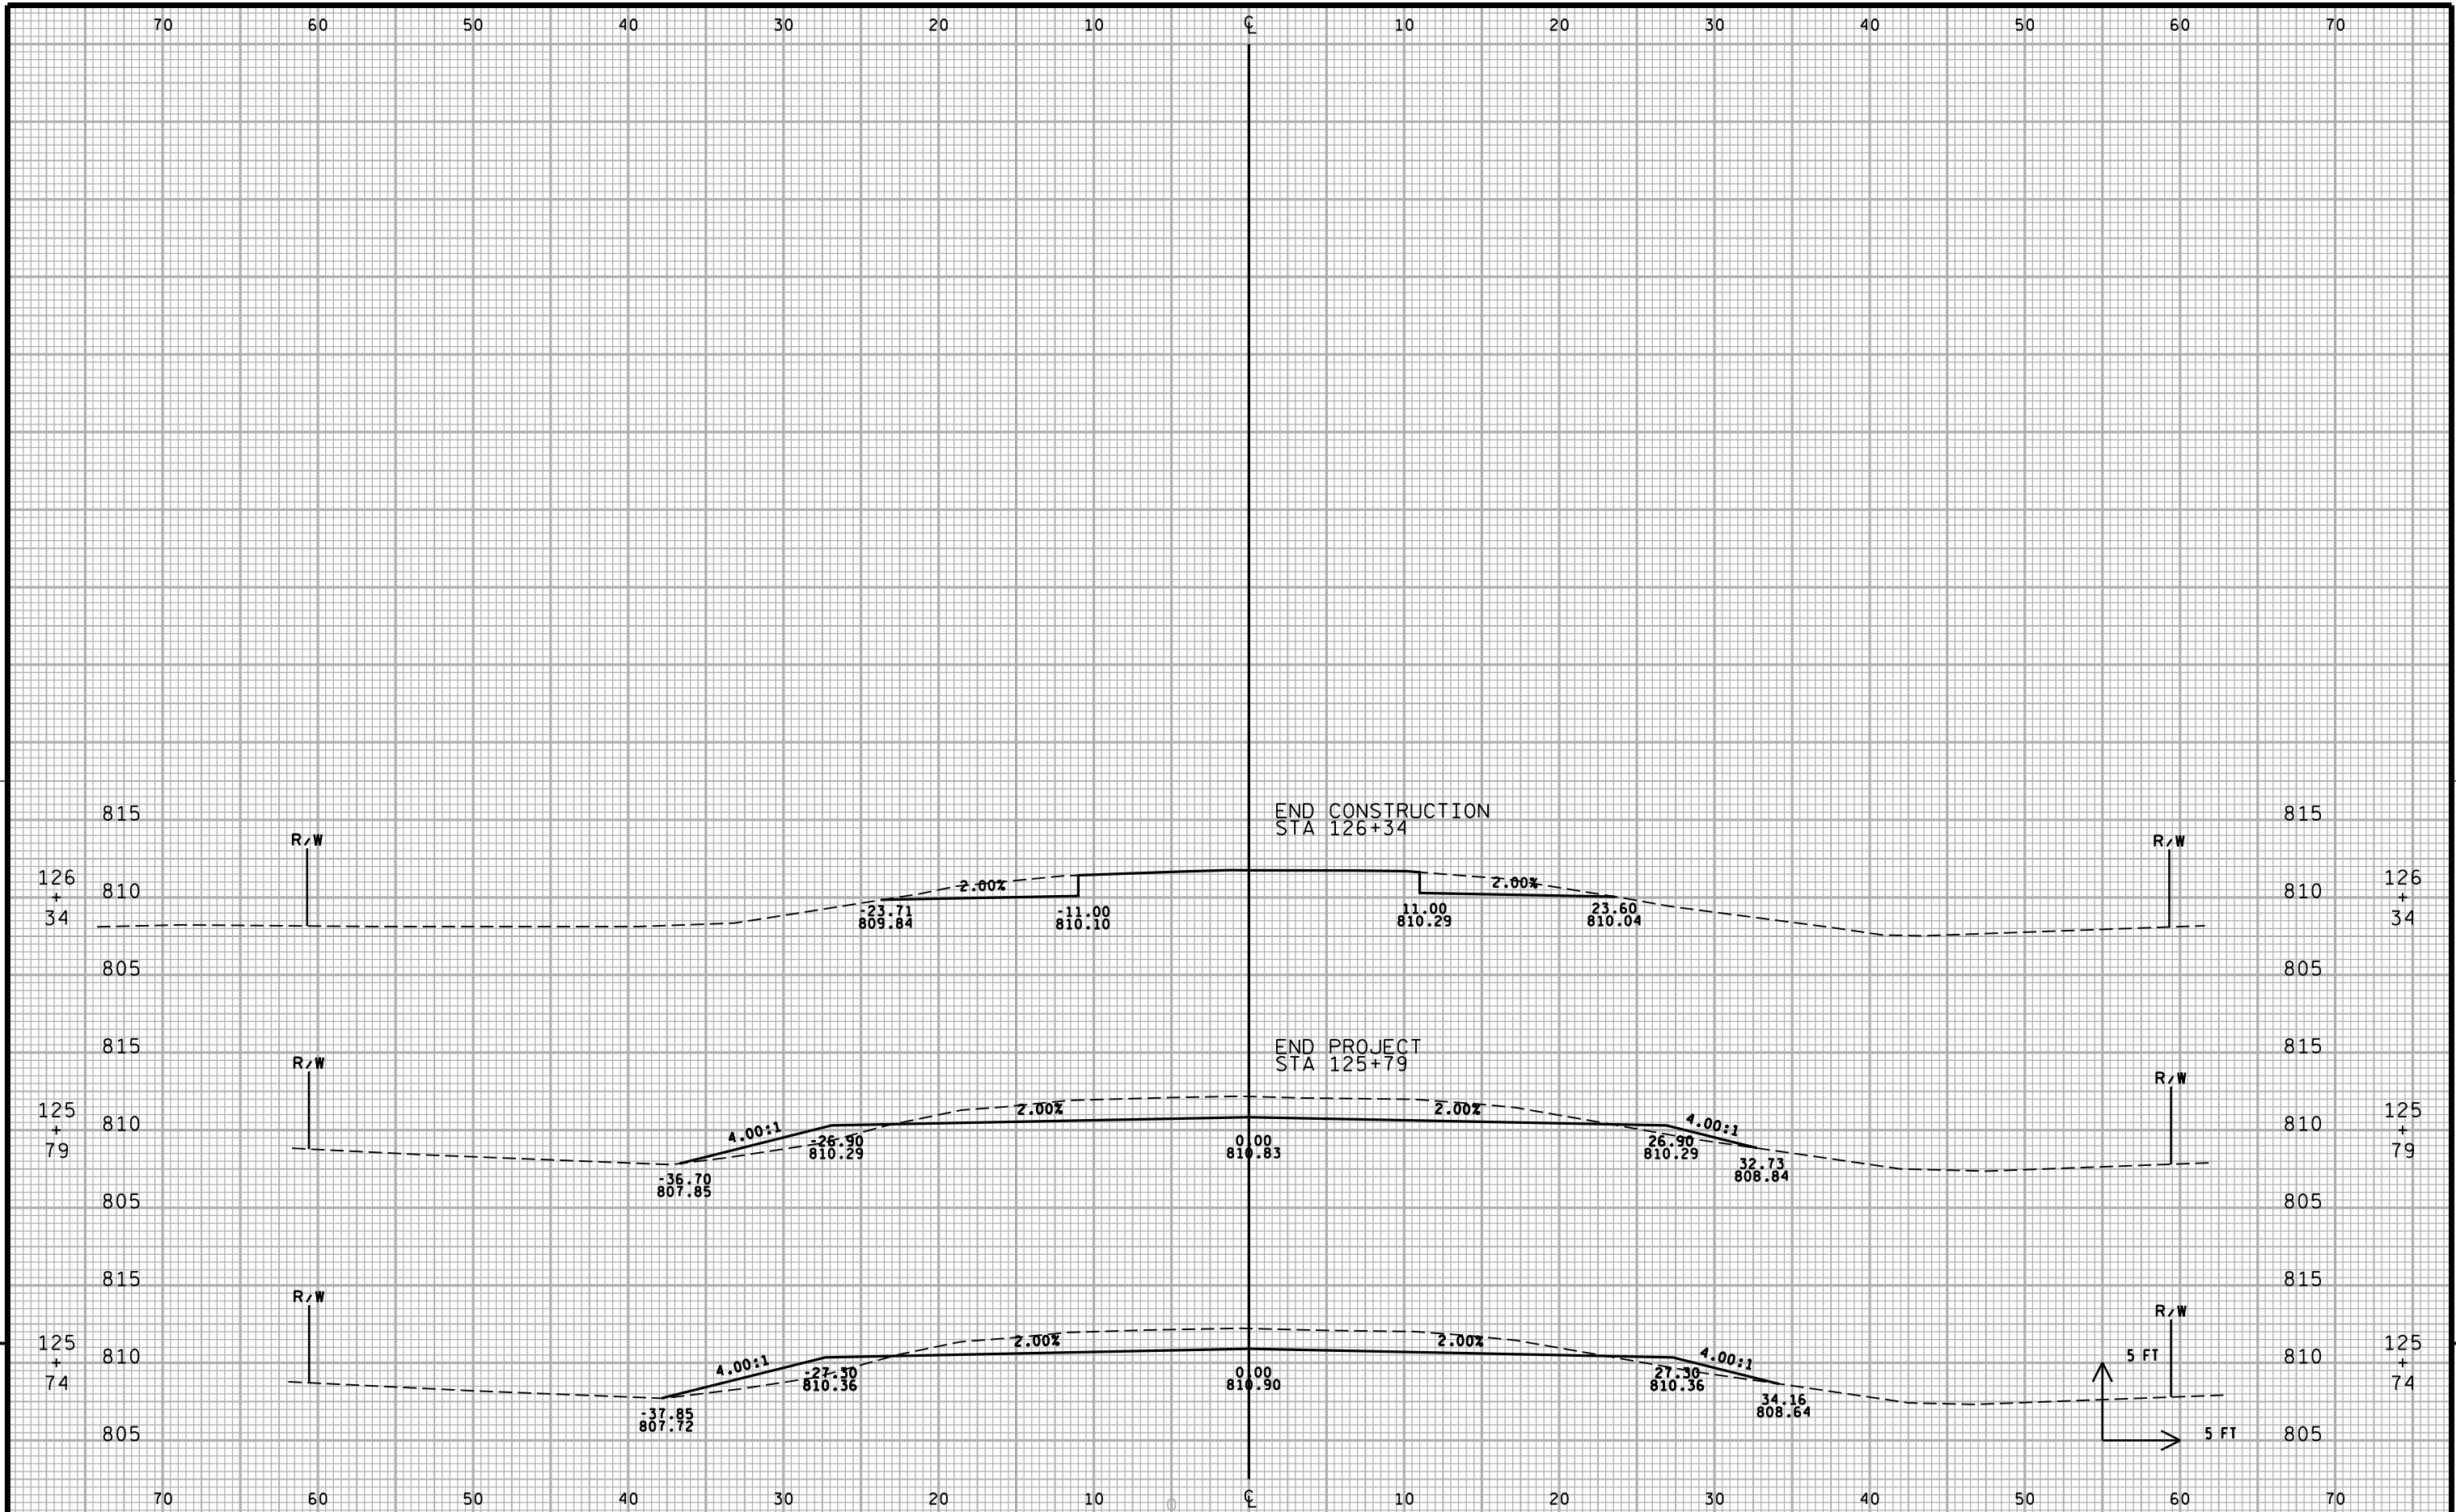 70 60 50 40 30 20 10 ℄ 10 20 30 40 50 60 70
815 END CONSTRUCTION 815
STA 126+34
R/W R/W
126 810 2.00% 2.00% 810 126
+ +
34 34
-23.71 -11.00 11.00 23.60
809.84 810.10 810.29 810.04
805 805
815 END PROJECT 815
STA 125+79
R/W R/W
125 810 2.00% 2.00% 810 125
+ 4.00:1 4.00:1 +
79 79
-26.90 0.00 26.90
810.29 810.83 810.29
-36.70 32.73
807.85 808.84
805 805
815 815
R/W R/W
125 810 2.00% 2.00% 5 FT 810 125
+ 4.00:1 4.00:1 +
74 74
-27.30 0.00 27.30
810.36 810.90 810.36
-37.85 34.16
807.72 808.64
805 5 FT 805
70 60 50 40 30 20 10 0 ℄ 10 20 30 40 50 60 70